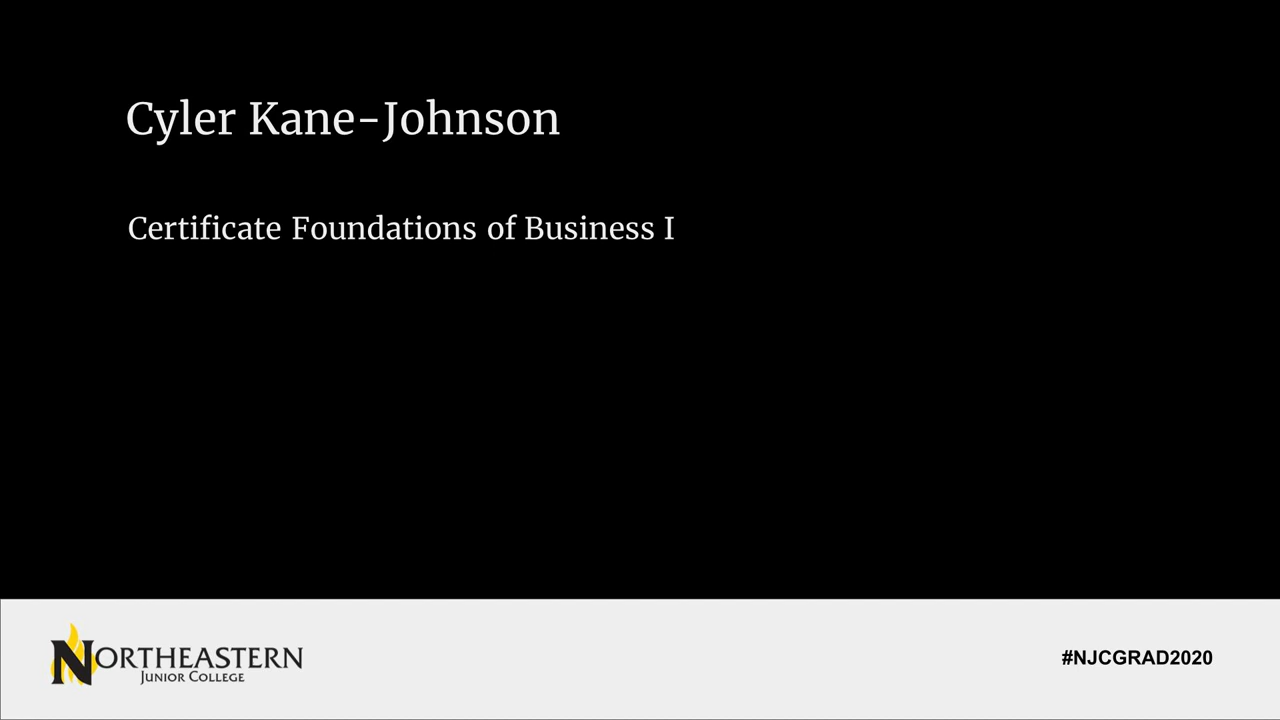 Cyler Kane-Johnson
Certificate Foundations of Business I
NORTHEASTERN
JUNIOR COLLEGE
#NJCGRAD2020